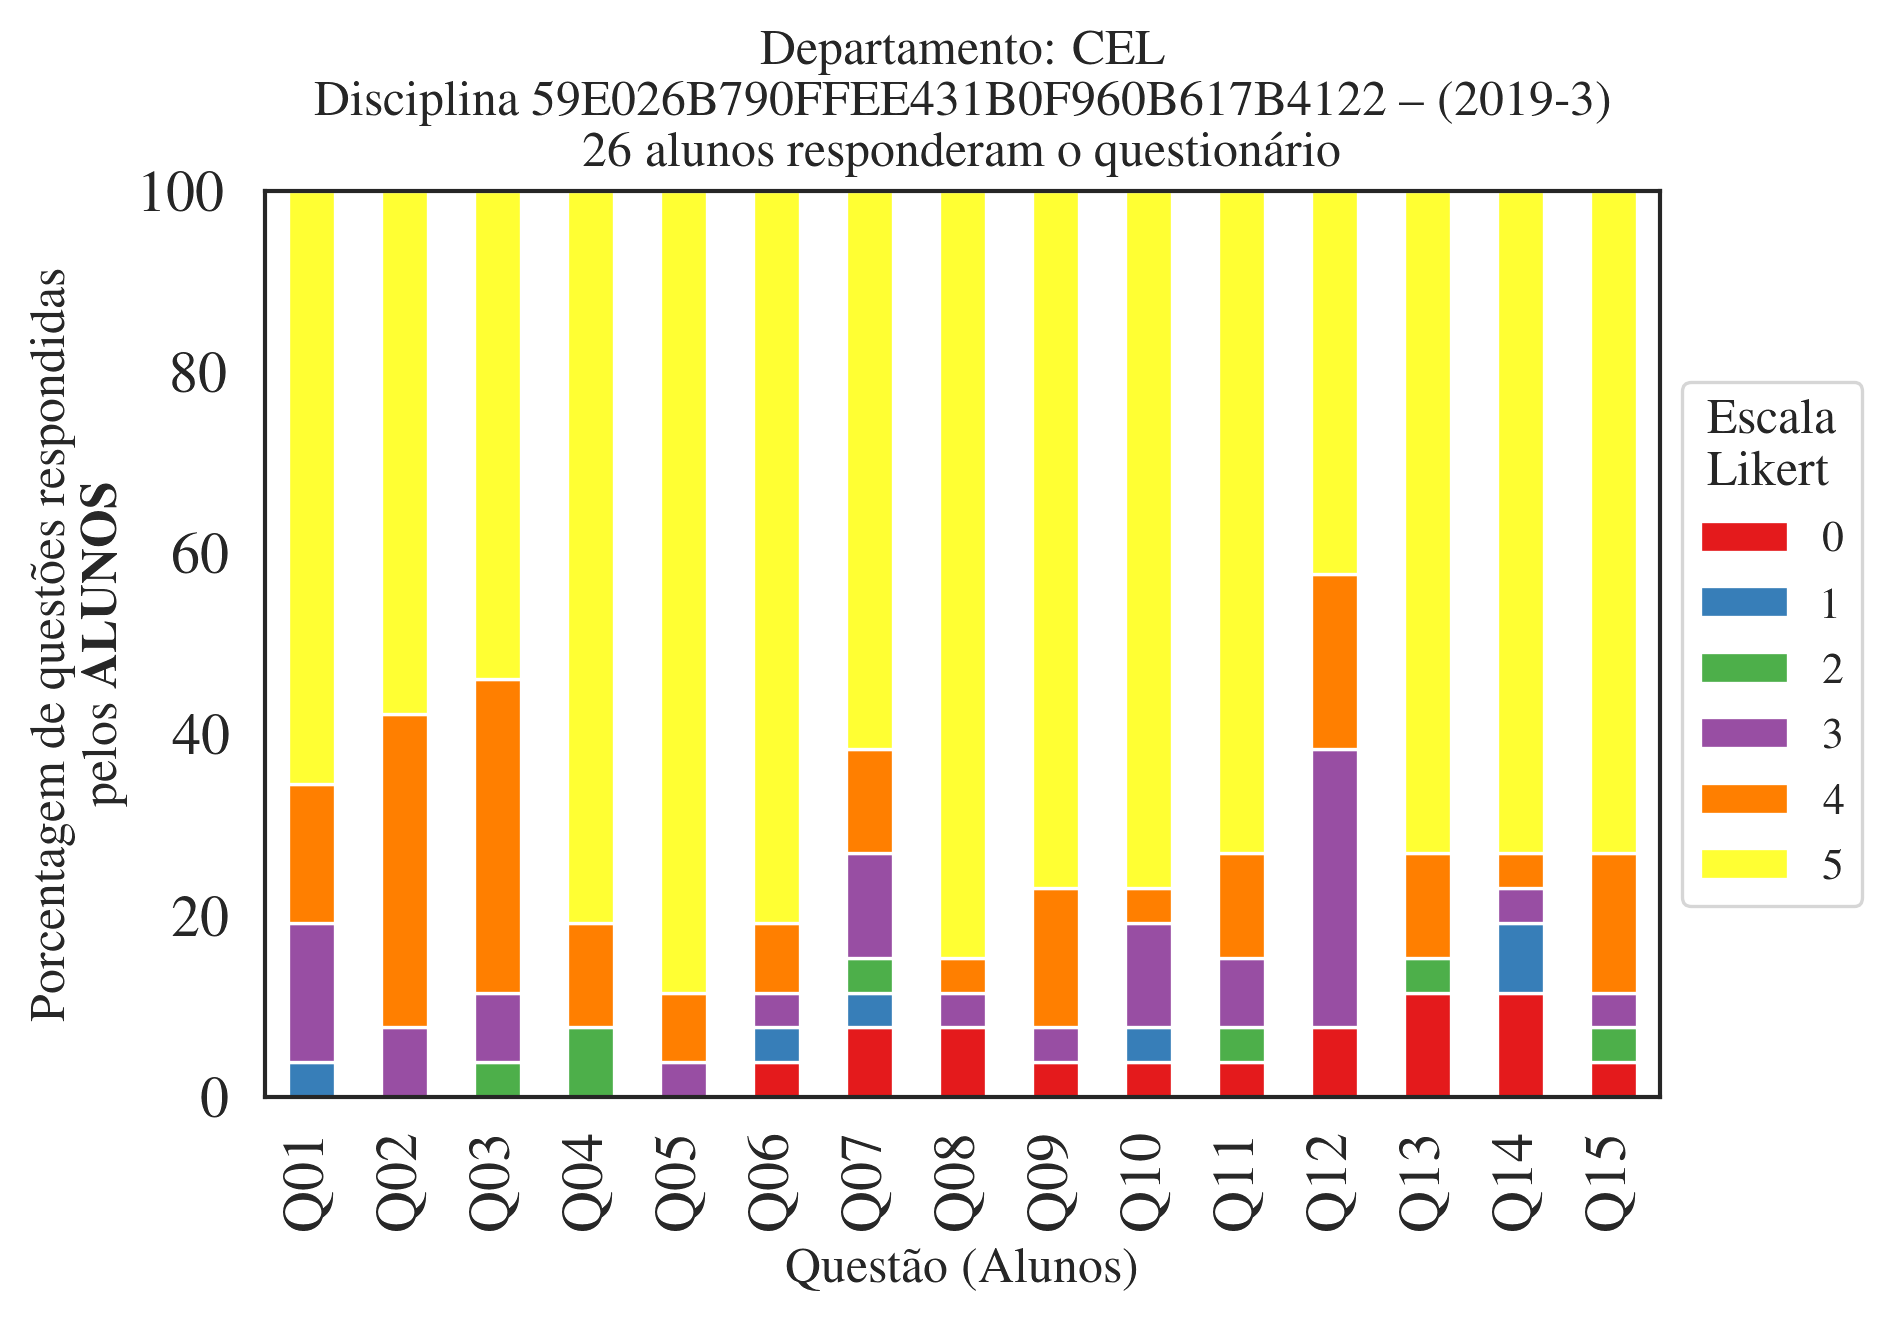 Departamento: CEL
Disciplina 59E026B790FFEE431B0F960B617B4122 – (2019-3)
26 alunos responderam o questionário
Porcentagem de questões respondidas
pelos ALUNOS
100
80
60
40
20
0
Q01
Q02
Q03
Q04
Q05
Q06
Q07
Q08
Q09
Q10
Q11
Q12
Q13
Q14
Q15
Questão (Alunos)
Escala
Likert
0
1
2
3
4
5